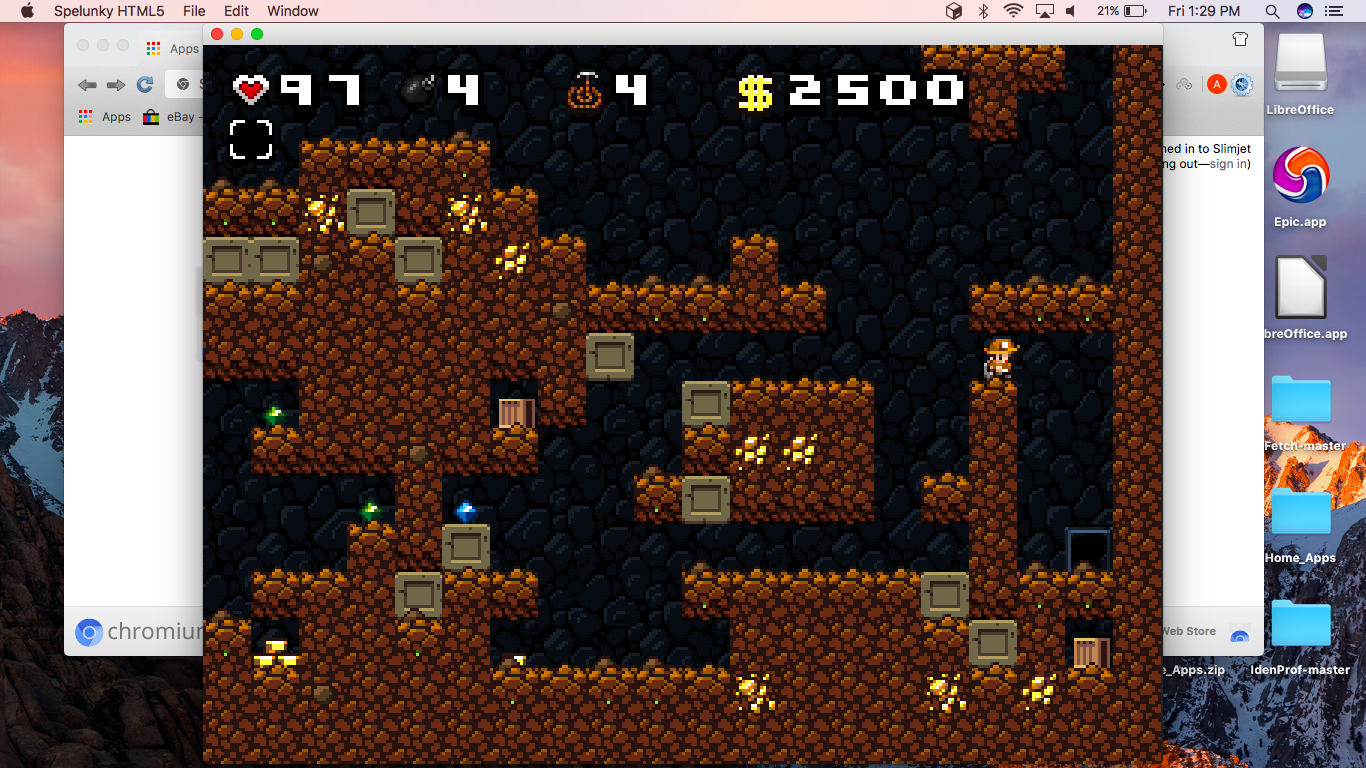 Spelunky HTML5 File Edit Window 21% Fri 1:29 PM
Apps
Apps eBay -
97 4 4 $2500
A
ned in to Slimjet
ng out—sign in)
LibreOffice
Epic.app
breOffice.app
Fetch-master
Home_Apps
chromiur
Web Store
e_Apps.zip IdenProf-master